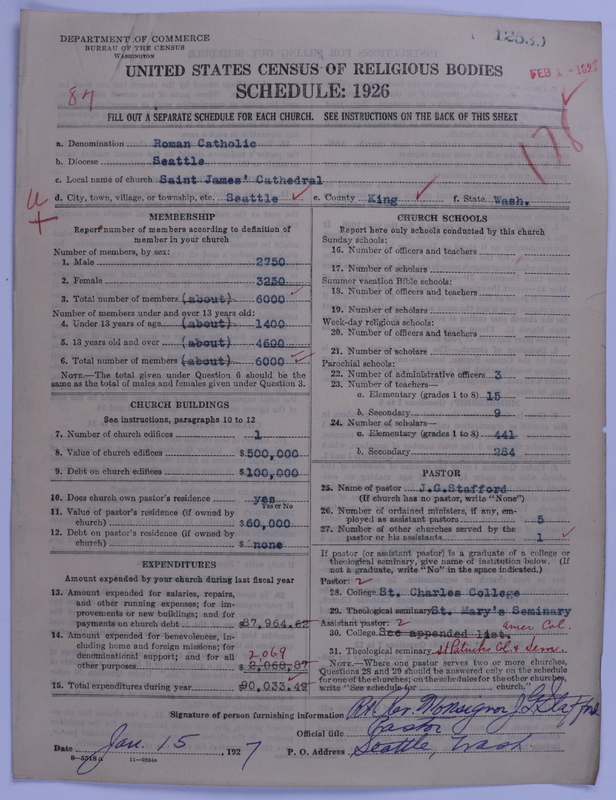 DEPARTMENT OF COMMERCE
BUREAU OF THE CENSUS
WASHINGTON
FEB 1 - 1927
UNITED STATES CENSUS OF RELIGIOUS BODIES
SCHEDULE: 1926
87
178
FILL OUT A SEPARATE SCHEDULE FOR EACH CHURCH. SEE INSTRUCTIONS ON THE BACK OF THIS SHEET
a. Denomination Roman Catholic
b. Diocese Seattle
c. Local name of church Saint James' Cathedral
d. City, town, village, or township, etc. Seattle e. County King f. State Wash.
MEMBERSHIP
Report number of members according to definition of
member in your church
Number of members, by sex:
1. Male 2750
2. Female 3250
3. Total number of members (about) 6000
Number of members under and over 13 years old:
4. Under 13 years of age (about) 1400
5. 13 years old and over (about) 4600
6. Total number of members (about) 6000
NOTE.—The total given under Question 6 should be the
same as the total of males and females given under Question 3.
CHURCH BUILDINGS
See instructions, paragraphs 10 to 12
7. Number of church edifices 1
8. Value of church edifices $500,000
9. Debt on church edifices $100,000
10. Does church own pastor's residence yes
Yes or No
11. Value of pastor's residence (if owned by
church) $60,000
12. Debt on pastor's residence (if owned by
church) $ none
EXPENDITURES
Amount expended by your church during last fiscal year
13. Amount expended for salaries, repairs,
and other running expenses; for im-
provements or new buildings; and for
payments on church debt $87,964.62
14. Amount expended for benevolences, in-
cluding home and foreign missions; for
denominational support; and for all 2,069
other purposes $2,068.87
15. Total expenditures during year $90,033.49
CHURCH SCHOOLS
Report here only schools conducted by this church
Sunday schools:
16. Number of officers and teachers
17. Number of scholars
Summer vacation Bible schools:
18. Number of officers and teachers
19. Number of scholars
Week-day religious schools:
20. Number of officers and teachers
21. Number of scholars
Parochial schools:
22. Number of administrative officers 3
23. Number of teachers—
a. Elementary (grades 1 to 8) 15
b. Secondary 9
24. Number of scholars—
a. Elementary (grades 1 to 8) 441
b. Secondary 284
PASTOR
25. Name of pastor J.G.Stafford
(If church has no pastor, write "None")
26. Number of ordained ministers, if any, em-
ployed as assistant pastors 5
27. Number of other churches served by the
pastor or his assistants 1
If pastor (or assistant pastor) is a graduate of a college or
theological seminary, give name of institution below. (If
not a graduate, write "No" in the space indicated.)
Pastor: 2
28. College St. Charles College
29. Theological seminary St. Mary's Seminary
Assistant pastor: 2
30. College See appended list. Amer Col.
31. Theological seminary St Patricks Col. & Sem.
NOTE.—Where one pastor serves two or more churches,
Questions 28 and 29 should be answered only on the schedule
for one of the churches; on the schedules for the other churches,
write "See schedule for church."
Signature of person furnishing information Rt Rev. Monsignor J G Stafford
Official title Pastor
Date Jan. 15, 1927 P. O. Address Seattle, Wash